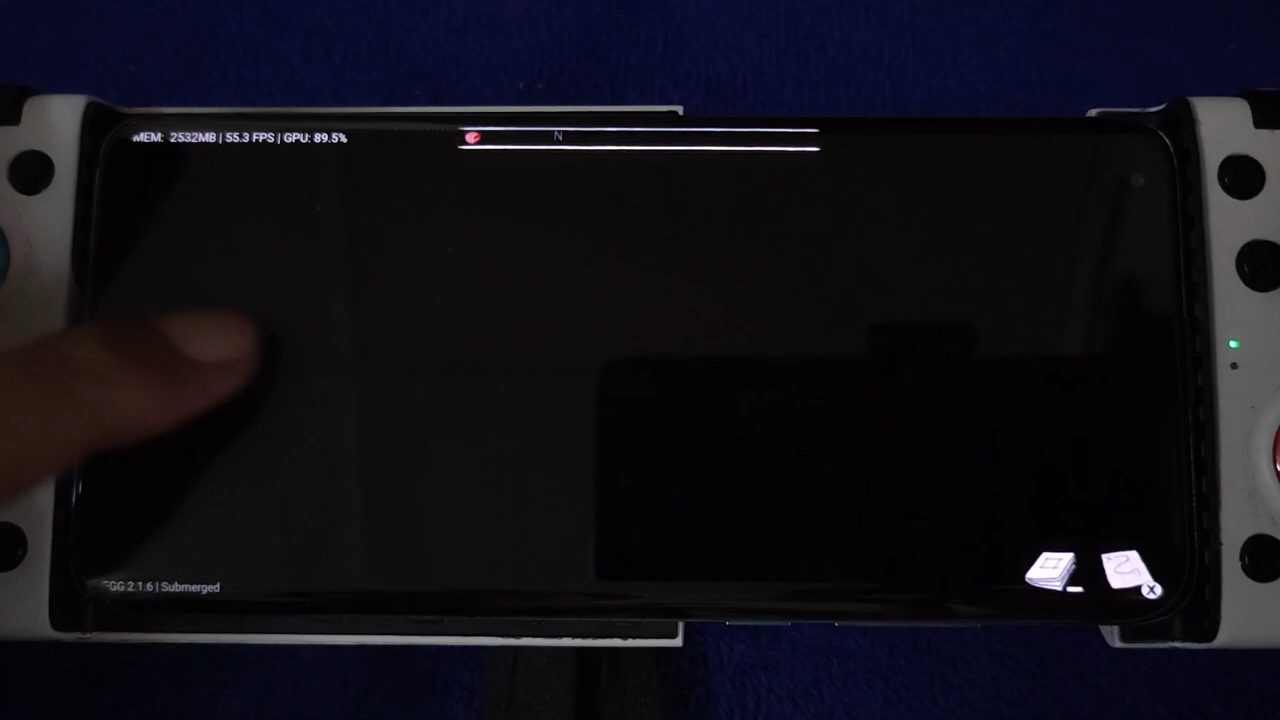 MEM: 2532MB | 55.3 FPS | GPU: 89.5%
N
EGG 2.1.6 | Submerged
X